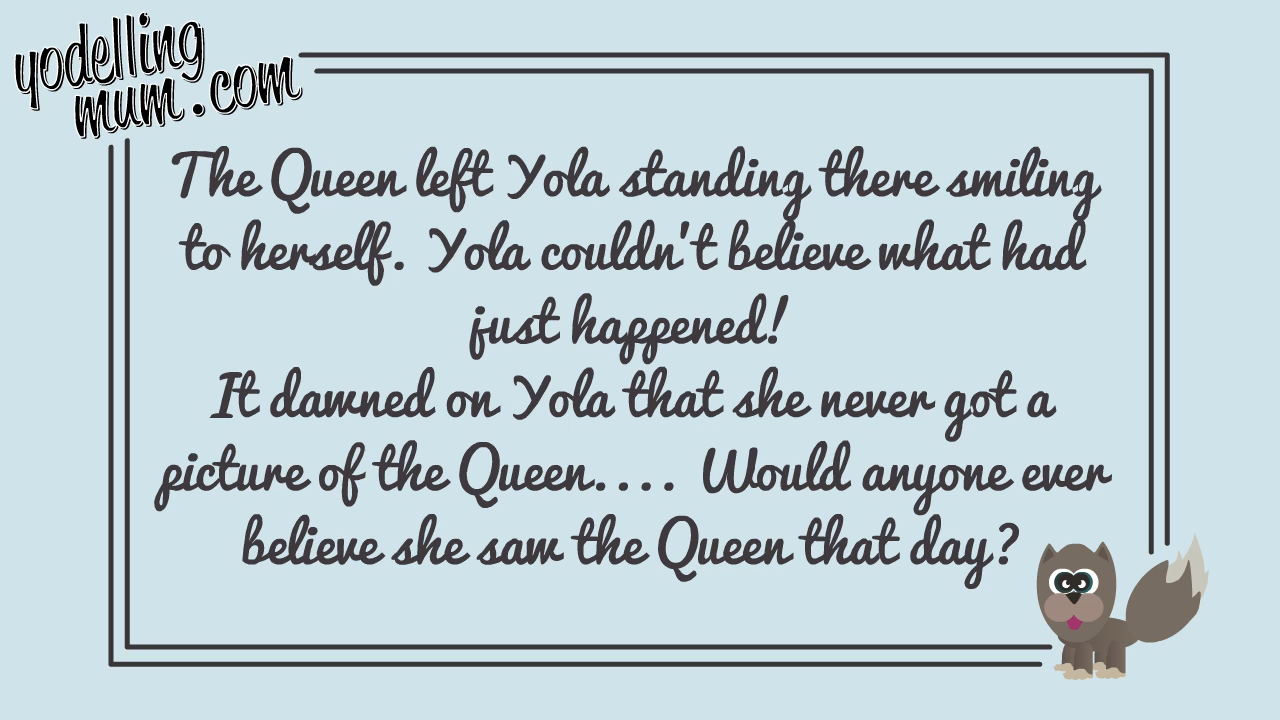 yodelling
mum.com
The Queen left Yola standing there smiling
to herself. Yola couldn't believe what had
just happened!
It dawned on Yola that she never got a
picture of the Queen.... Would anyone ever
believe she saw the Queen that day?